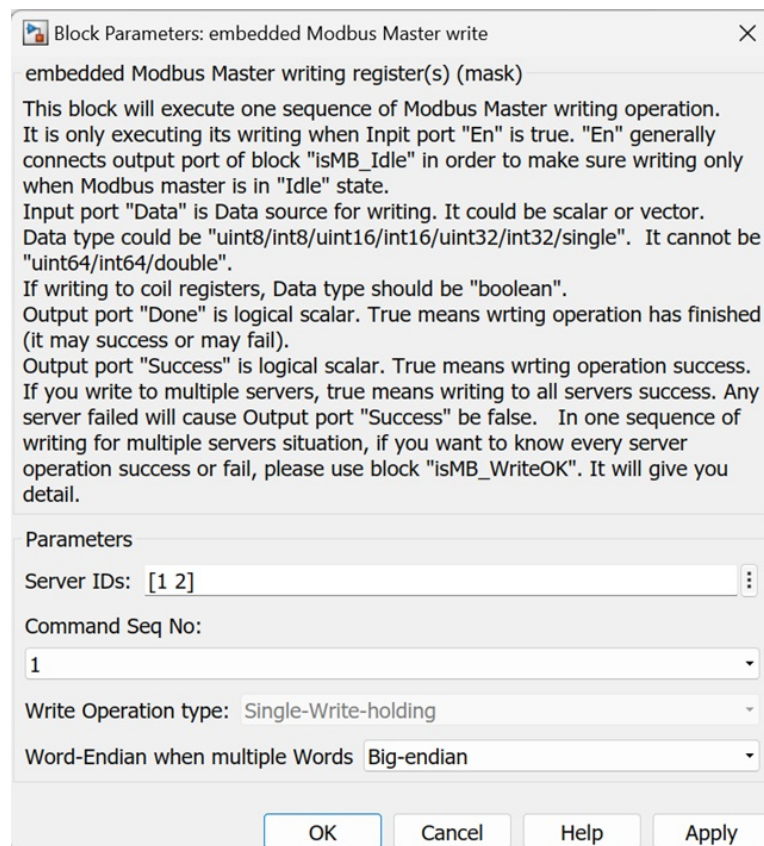 Block Parameters: embedded Modbus Master write
embedded Modbus Master writing register(s) (mask)
This block will execute one sequence of Modbus Master writing operation.
It is only executing its writing when Inpit port "En" is true. "En" generally
connects output port of block "isMB_Idle" in order to make sure writing only
when Modbus master is in "Idle" state.
Input port "Data" is Data source for writing. It could be scalar or vector.
Data type could be "uint8/int8/uint16/int16/uint32/int32/single".  It cannot be
"uint64/int64/double".
If writing to coil registers, Data type should be "boolean".
Output port "Done" is logical scalar. True means wrting operation has finished
(it may success or may fail).
Output port "Success" is logical scalar. True means wrting operation success.
If you write to multiple servers, true means writing to all servers success. Any
server failed will cause Output port "Success" be false.   In one sequence of
writing for multiple servers situation, if you want to know every server
operation success or fail, please use block "isMB_WriteOK". It will give you
detail.
Parameters
Server IDs: [1 2]
Command Seq No:
1
Write Operation type: Single-Write-holding
Word-Endian when multiple Words Big-endian
OK Cancel Help Apply